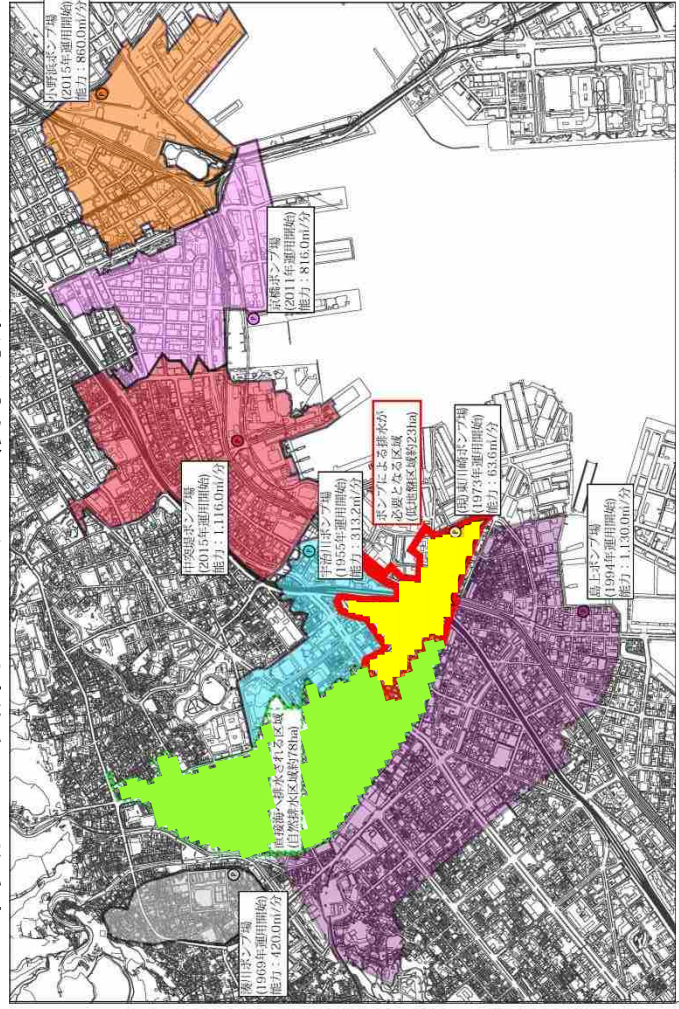 小野浜ポンプ場
(2015年運用開始)
能力：860.0㎥/分
京橋ポンプ場
(2011年運用開始)
能力：816.0㎥/分
中突堤ポンプ場
(2015年運用開始)
能力：1,116.0㎥/分
宇治川ポンプ場
(1955年運用開始)
能力：313.2㎥/分
ポンプによる排水が
必要となる区域
(低地盤区域約23ha)
(現)東川崎ポンプ場
(1973年運用開始)
能力：63.6㎥/分
島上ポンプ場
(1994年運用開始)
能力：1,130.0㎥/分
直接海へ排水される区域
(自然排水区域約78ha)
湊川ポンプ場
(1969年運用開始)
能力：420.0㎥/分